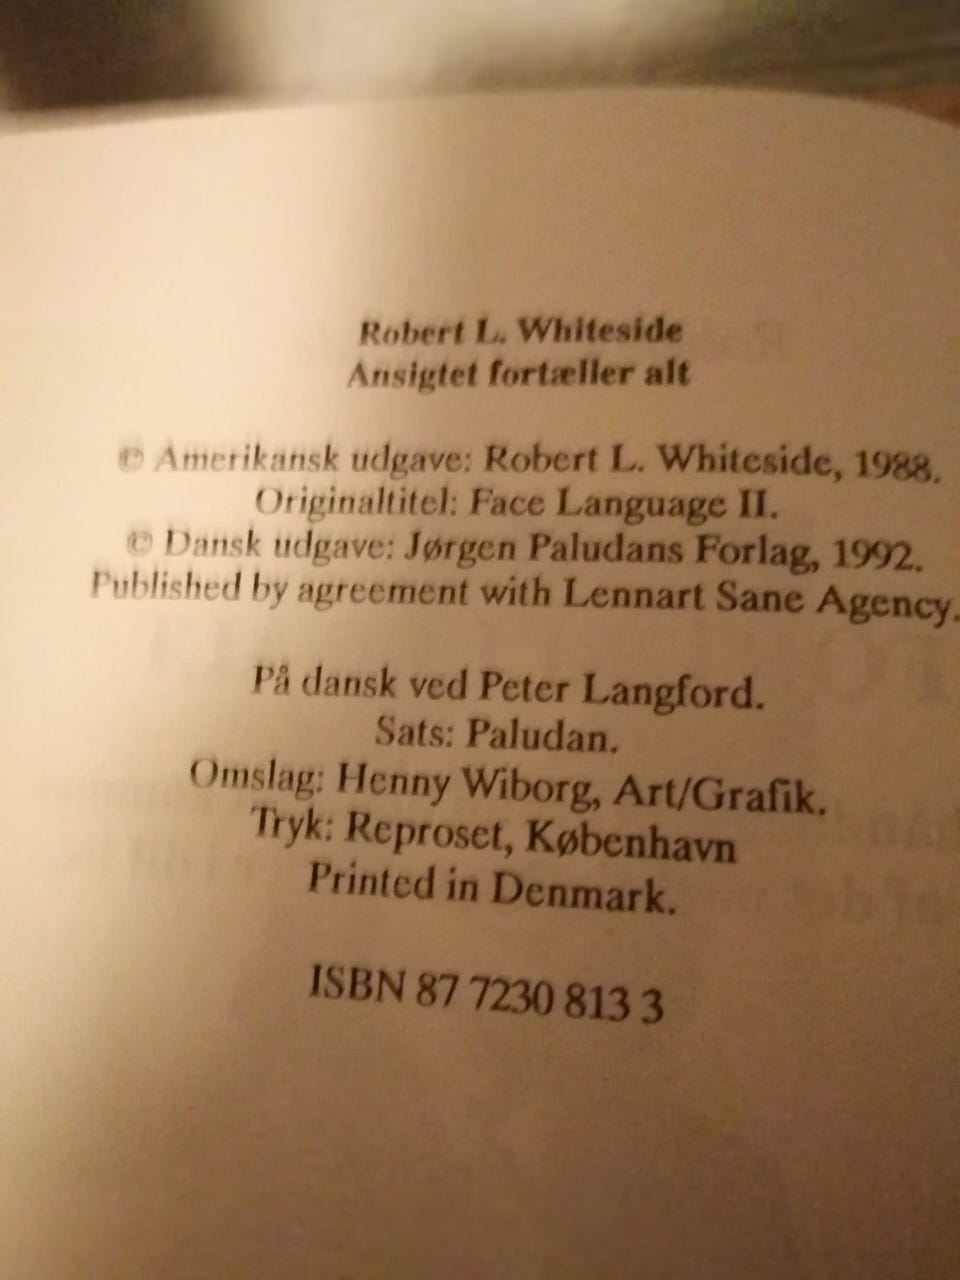 Robert L. Whiteside
Ansigtet fortæller alt
© Amerikansk udgave: Robert L. Whiteside, 1988.
Originaltitel: Face Language II.
© Dansk udgave: Jørgen Paludans Forlag, 1992.
Published by agreement with Lennart Sane Agency.
På dansk ved Peter Langford.
Sats: Paludan.
Omslag: Henny Wiborg, Art/Grafik.
Tryk: Reproset, København
Printed in Denmark.
ISBN 87 7230 813 3